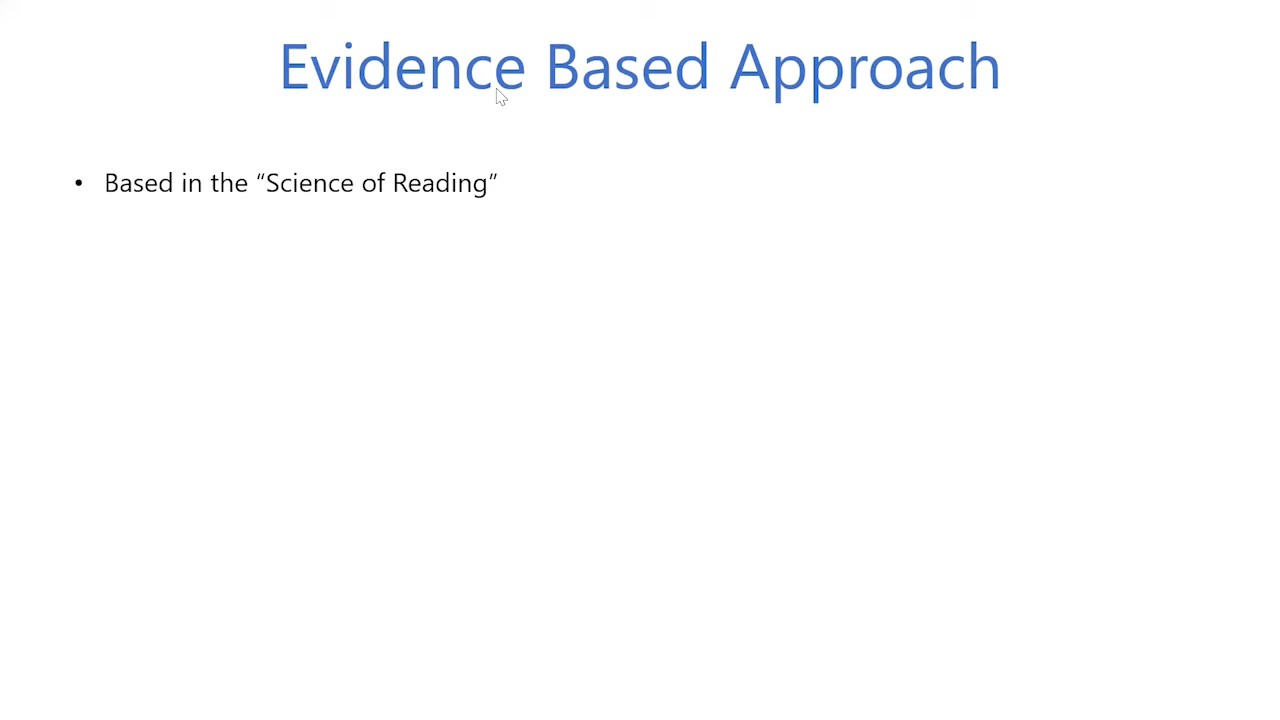 Evidence Based Approach
• Based in the “Science of Reading”